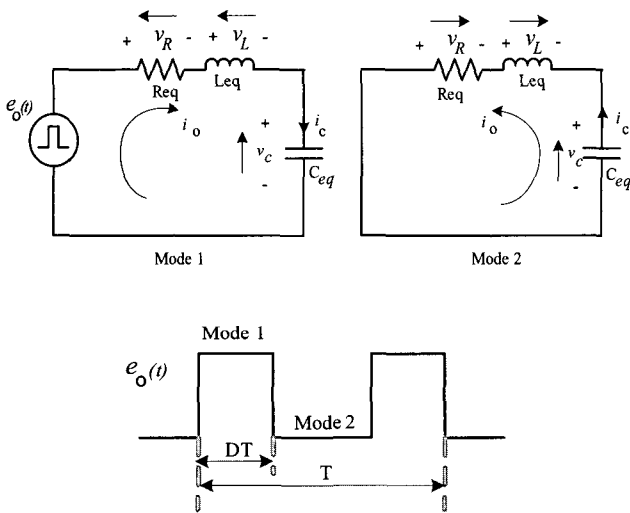 + v_R - + v_L -
Req Leq
e_o(t)
i_o
+ i_c
v_c
- C_eq
Mode 1
+ v_R - + v_L -
Req Leq
i_o
+ i_c
v_c
- C_eq
Mode 2
Mode 1
e_o(t)
Mode 2
DT
T